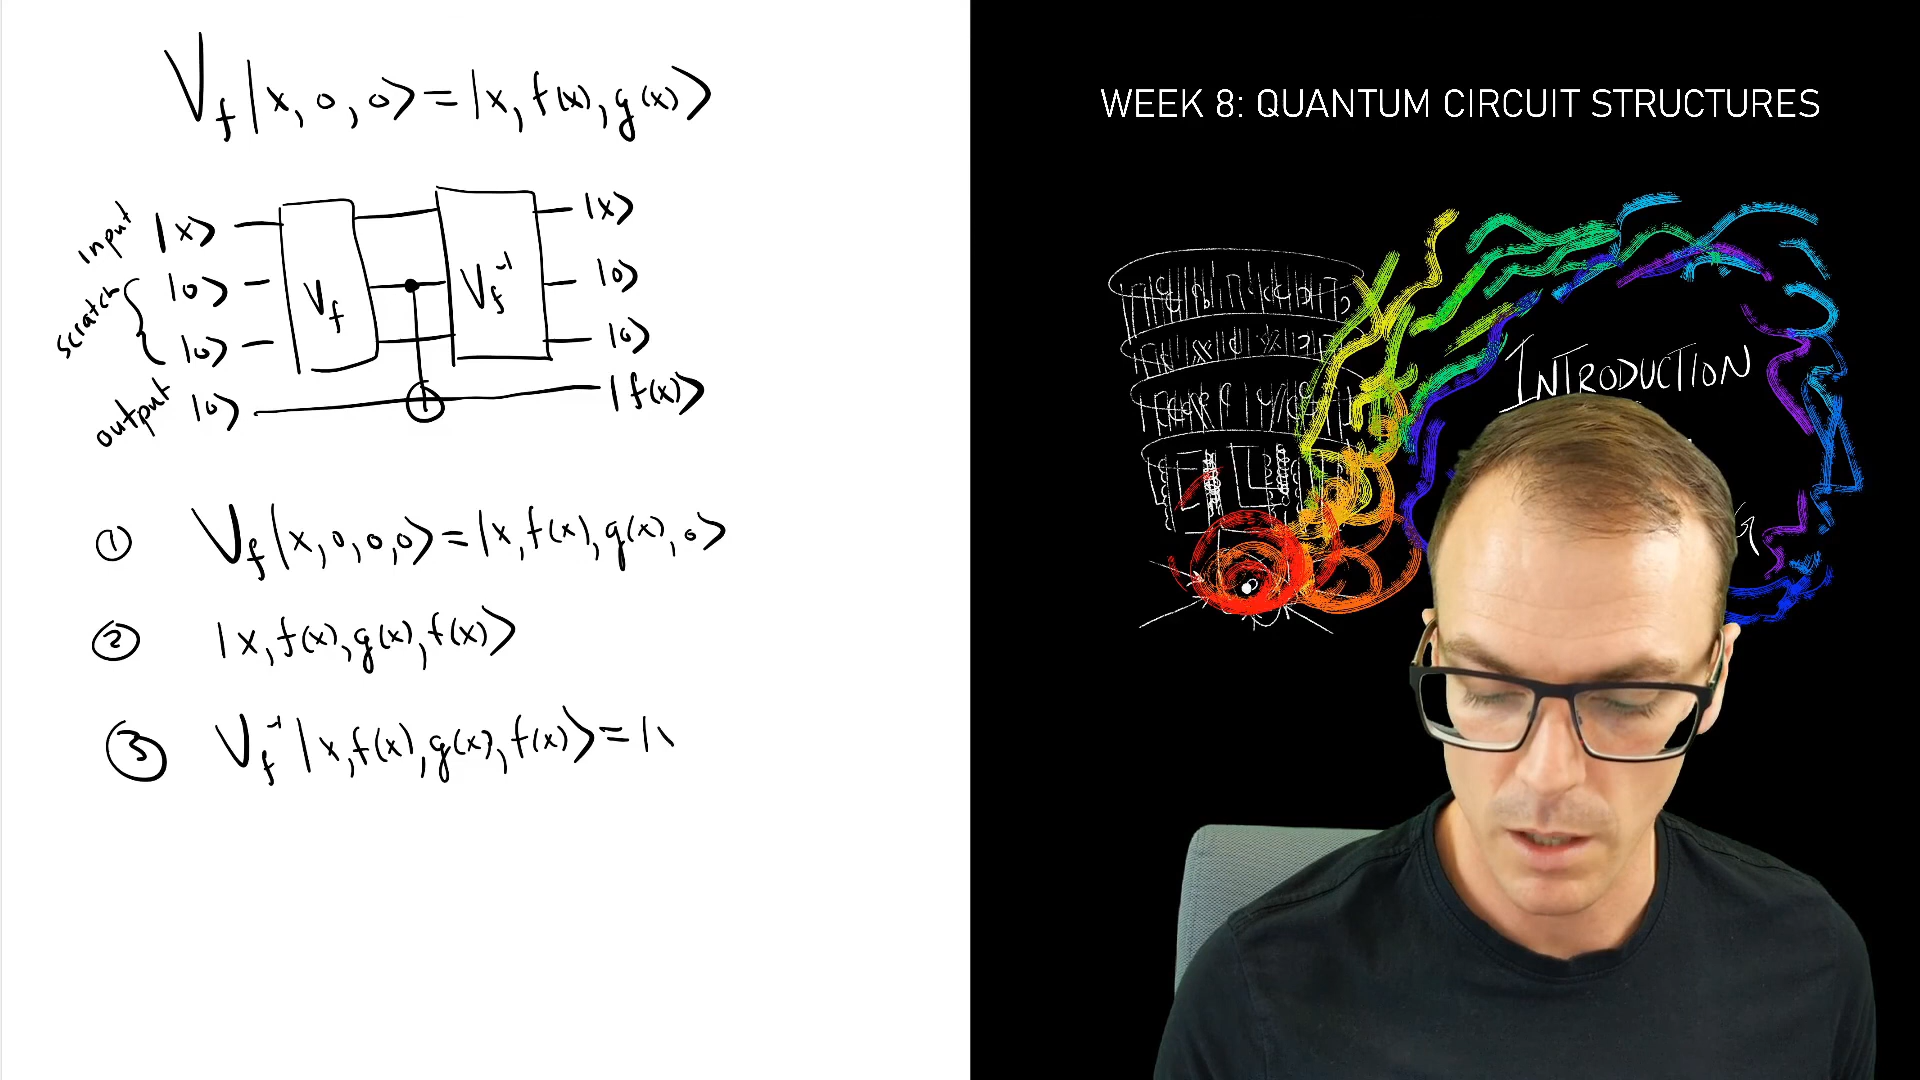 V_f |x, 0, 0⟩ = |x, f(x), g(x)⟩
input |x⟩ |x⟩
scratch |0⟩ V_f V_f^-1 |0⟩
|0⟩ |0⟩
output |0⟩ |f(x)⟩
① V_f |x, 0, 0, 0⟩ = |x, f(x), g(x), 0⟩
② |x, f(x), g(x), f(x)⟩
③ V_f^-1 |x, f(x), g(x), f(x)⟩ = |\
WEEK 8: QUANTUM CIRCUIT STRUCTURES
INTRODUCTION